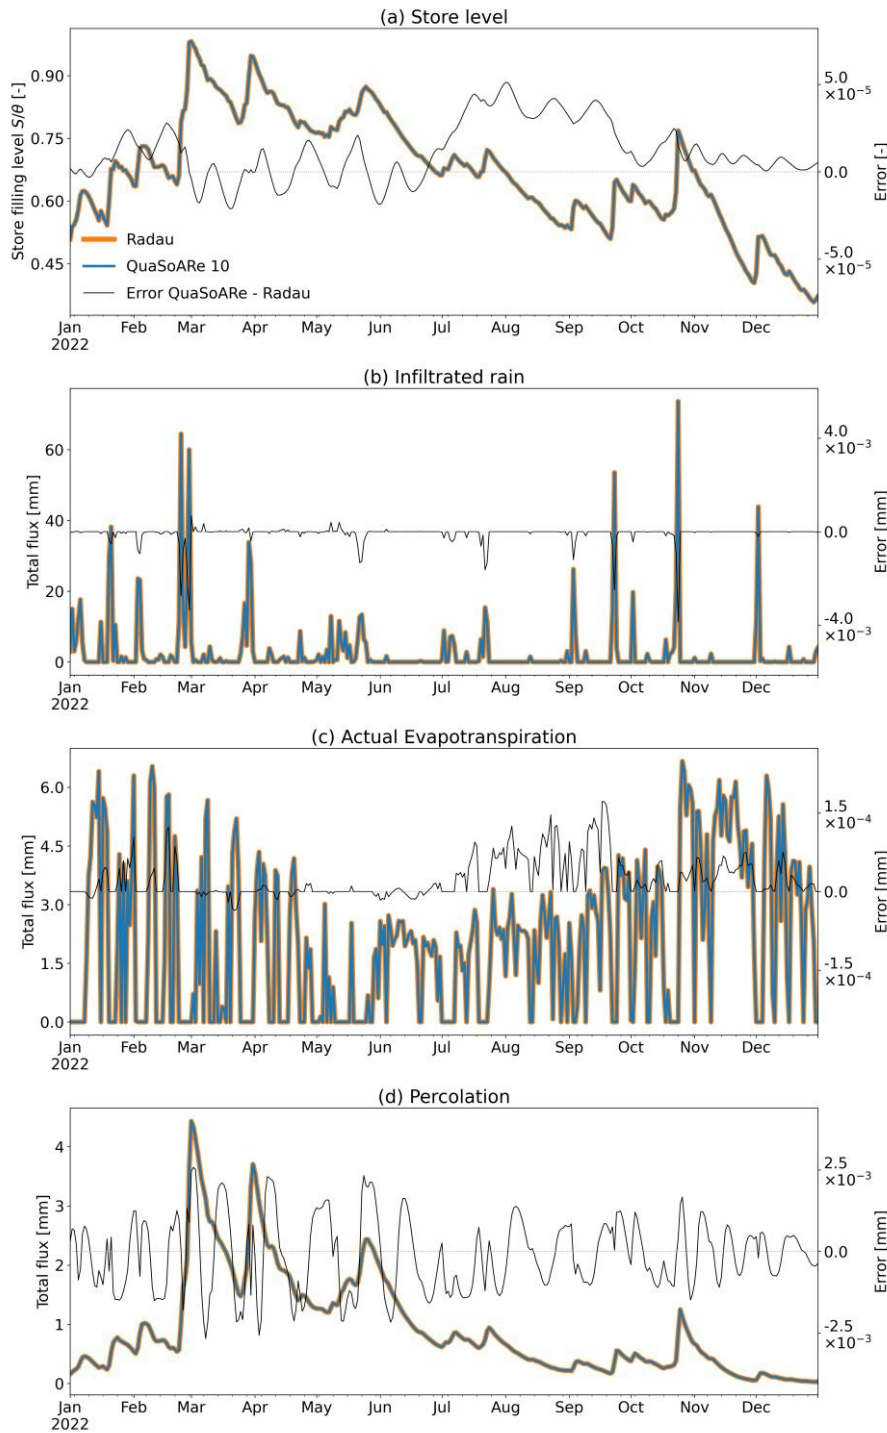 (a) Store level
Store filling level S/θ [-]
0.90
0.75
0.60
0.45
5.0
×10⁻⁵
0.0
-5.0
×10⁻⁵
Error [-]
Radau
QuaSoARe 10
Error QuaSoARe - Radau
Jan Feb Mar Apr May Jun Jul Aug Sep Oct Nov Dec
2022
(b) Infiltrated rain
Total flux [mm]
60
40
20
0
4.0
×10⁻³
0.0
-4.0
×10⁻³
Error [mm]
Jan Feb Mar Apr May Jun Jul Aug Sep Oct Nov Dec
2022
(c) Actual Evapotranspiration
Total flux [mm]
6.0
4.5
3.0
1.5
0.0
1.5
×10⁻⁴
0.0
-1.5
×10⁻⁴
Error [mm]
Jan Feb Mar Apr May Jun Jul Aug Sep Oct Nov Dec
2022
(d) Percolation
Total flux [mm]
4
3
2
1
0
2.5
×10⁻³
0.0
-2.5
×10⁻³
Error [mm]
Jan Feb Mar Apr May Jun Jul Aug Sep Oct Nov Dec
2022